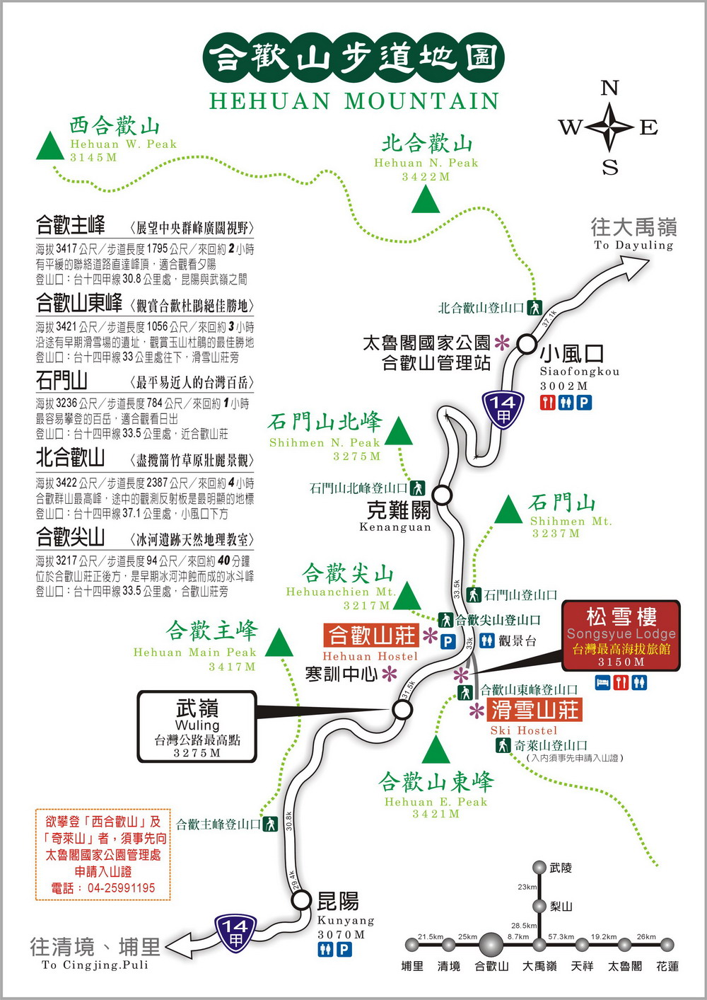 合歡山步道地圖
HEHUAN MOUNTAIN
N
W
E
S
西合歡山
Hehuan W. Peak
3145M
北合歡山
Hehuan N. Peak
3422M
往大禹嶺
To Dayuling
合歡主峰 〈展望中央群峰廣闊視野〉
海拔3417公尺／步道長度1795公尺／來回約2小時
有平緩的聯絡道路直達峰頂，適合觀看夕陽
登山口：台十四甲線30.8公里處，昆陽與武嶺之間
合歡山東峰 〈觀賞合歡杜鵑絕佳勝地〉
海拔3421公尺／步道長度1056公尺／來回約3小時
沿途有早期滑雪場的遺址，觀賞玉山杜鵑的最佳勝地
登山口：台十四甲線33公里處往下，滑雪山莊旁
石門山 〈最平易近人的台灣百岳〉
海拔3236公尺／步道長度784公尺／來回約1小時
最容易攀登的百岳，適合觀看日出
登山口：台十四甲線33.5公里處，近合歡山莊
北合歡山 〈盡攬箭竹草原壯麗景觀〉
海拔3422公尺／步道長度2387公尺／來回約4小時
合歡群山最高峰，途中的觀測反射板是最明顯的地標
登山口：台十四甲線37.1公里處，小風口下方
合歡尖山 〈冰河遺跡天然地理教室〉
海拔3217公尺／步道長度94公尺／來回約40分鐘
位於合歡山莊正後方，是早期冰河沖蝕而成的冰斗峰
登山口：台十四甲線33.5公里處，合歡山莊旁
北合歡山登山口
37.1k
太魯閣國家公園
合歡山管理站
小風口
Siaofongkou
3002M
P
14
甲
石門山北峰
Shihmen N. Peak
3275M
石門山北峰登山口
克難關
Kenanguan
石門山
Shihmen Mt.
3237M
合歡尖山
Hehuanchien Mt.
3217M
33.5k
石門山登山口
合歡尖山登山口
合歡山莊
Hehuan Hostel
P
33k
觀景台
松雪樓
Songsyue Lodge
台灣最高海拔旅館
3150M
合歡主峰
Hehuan Main Peak
3417M
寒訓中心
31.5k
合歡山東峰登山口
滑雪山莊
Ski Hostel
武嶺
Wuling
台灣公路最高點
3275M
奇萊山登山口
(入內須事先申請入山證)
合歡山東峰
Hehuan E. Peak
3421M
欲攀登「西合歡山」及
「奇萊山」者，須事先向
太魯閣國家公園管理處
申請入山證
電話：04-25991195
合歡主峰登山口
30.8k
29.4k
昆陽
Kunyang
3070M
P
14
甲
往清境、埔里
To Cingjing.Puli
武陵
23km
梨山
28.5km
21.5km 25km 8.7km 57.3km 19.2km 26km
埔里 清境 合歡山 大禹嶺 天祥 太魯閣 花蓮